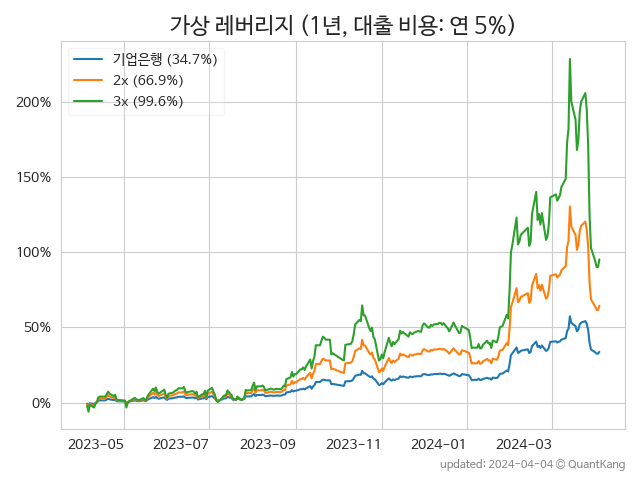 가상 레버리지 (1년, 대출 비용: 연 5%)
기업은행 (34.7%)
2x (66.9%)
3x (99.6%)
200%
150%
100%
50%
0%
2023-05 2023-07 2023-09 2023-11 2024-01 2024-03
updated: 2024-04-04 © QuantKang